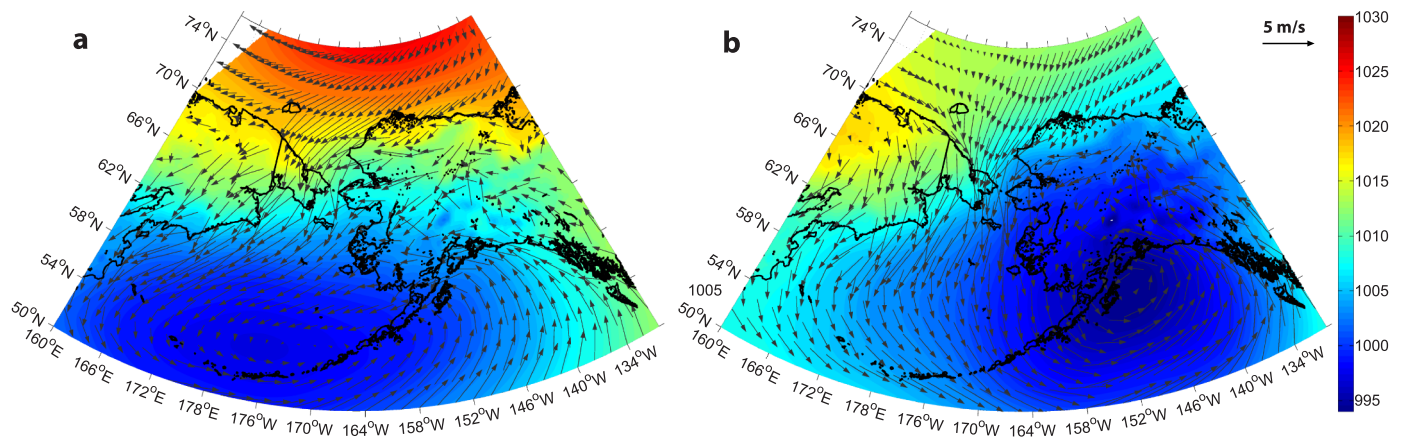 a
74°N
70°N
66°N
62°N
58°N
54°N
50°N
160°E
166°E
172°E
178°E
176°W
170°W
164°W
158°W
152°W
146°W
140°W
134°W
b
74°N
70°N
66°N
62°N
58°N
54°N
1005
50°N
160°E
166°E
172°E
178°E
176°W
170°W
164°W
158°W
152°W
146°W
140°W
134°W
5 m/s
1030
1025
1020
1015
1010
1005
1000
995